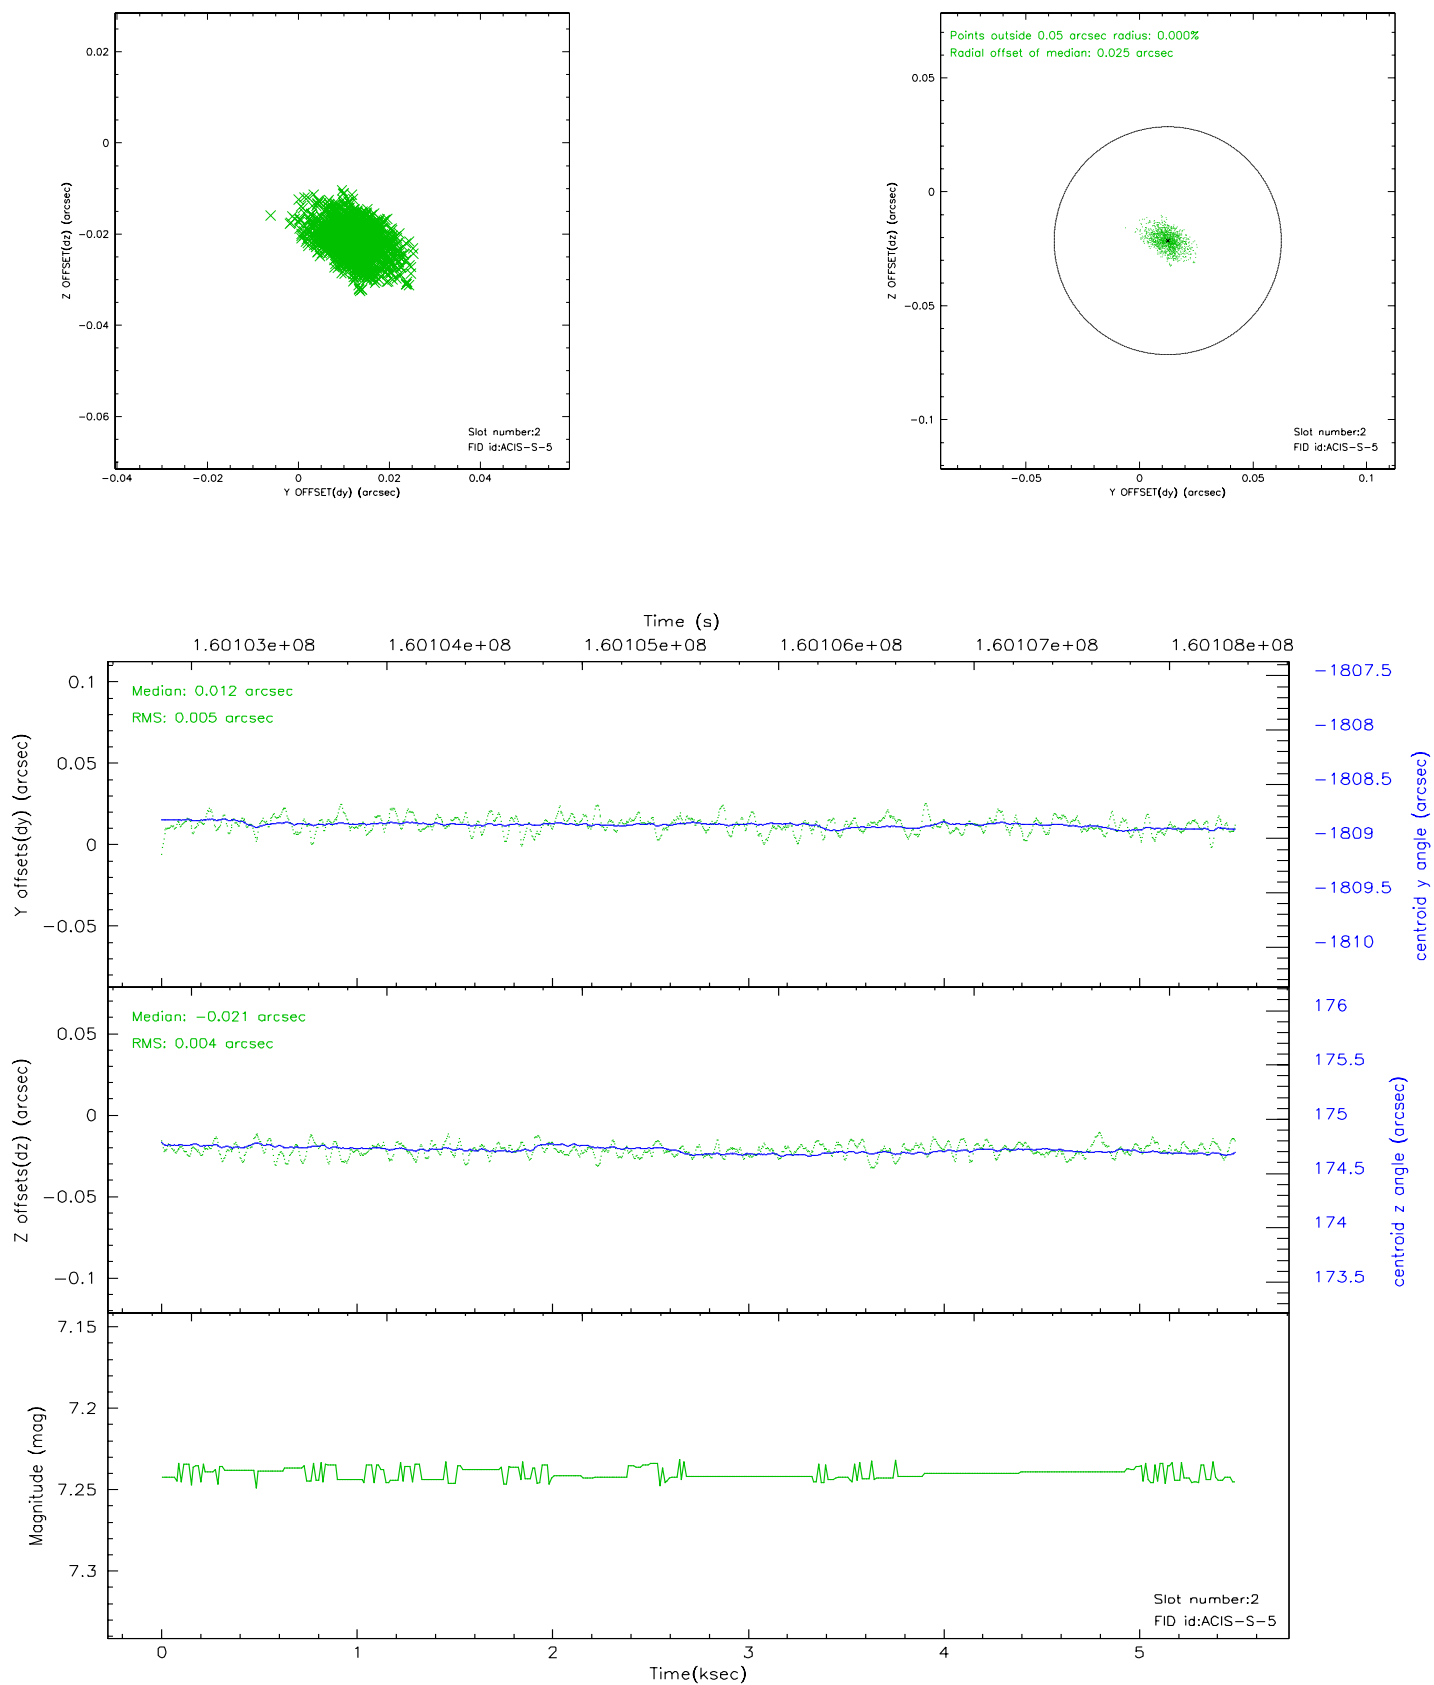 0.02
0
-0.02
-0.04
-0.06
Z OFFSET(dz) (arcsec)
Slot number:2
FID id:ACIS-S-5
-0.04 -0.02 0 0.02 0.04
Y OFFSET(dy) (arcsec)
Points outside 0.05 arcsec radius: 0.000%
Radial offset of median: 0.025 arcsec
0.05
0
-0.05
-0.1
Z OFFSET(dz) (arcsec)
Slot number:2
FID id:ACIS-S-5
-0.05 0 0.05 0.1
Y OFFSET(dy) (arcsec)
Time (s)
1.60103e+08 1.60104e+08 1.60105e+08 1.60106e+08 1.60107e+08 1.60108e+08
Median: 0.012 arcsec
RMS: 0.005 arcsec
0.1
0.05
0
-0.05
Y offsets(dy) (arcsec)
-1807.5
-1808
-1808.5
-1809
-1809.5
-1810
centroid y angle (arcsec)
Median: -0.021 arcsec
RMS: 0.004 arcsec
0.05
0
-0.05
-0.1
Z offsets(dz) (arcsec)
176
175.5
175
174.5
174
173.5
centroid z angle (arcsec)
7.15
7.2
7.25
7.3
Magnitude (mag)
Slot number:2
FID id:ACIS-S-5
0 1 2 3 4 5
Time(ksec)